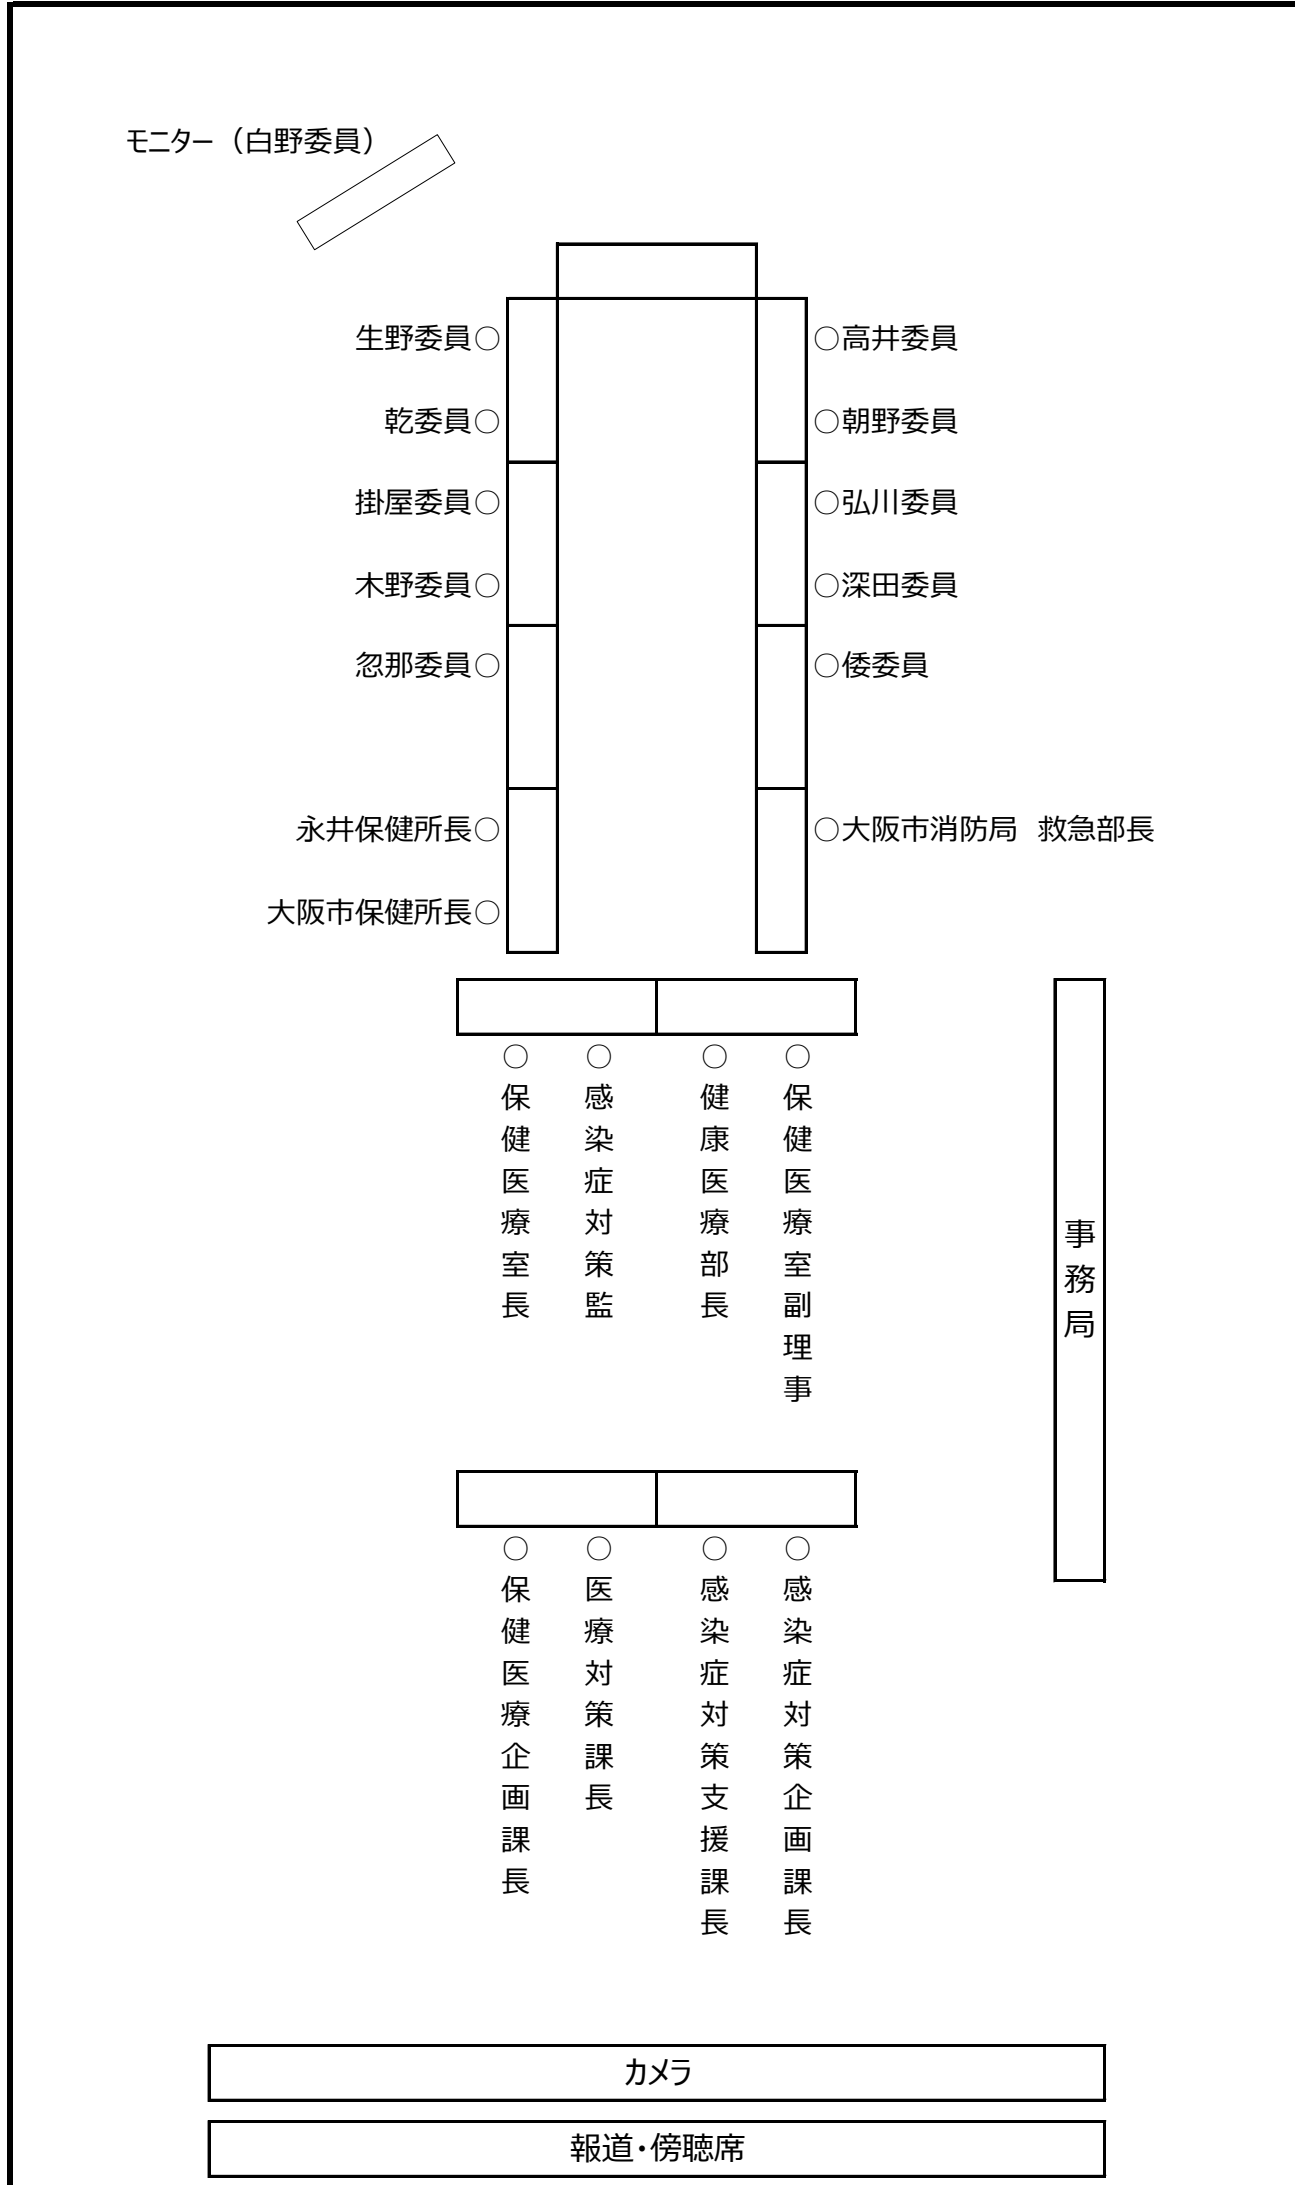 モニター（白野委員）
生野委員○
○高井委員
乾委員○
○朝野委員
掛屋委員○
○弘川委員
木野委員○
○深田委員
忽那委員○
○倭委員
永井保健所長○
○大阪市消防局　救急部長
大阪市保健所長○
○保健医療室長
○感染症対策監
○健康医療部長
○保健医療室副理事
事務局
○保健医療企画課長
○医療対策課長
○感染症対策支援課長
○感染症対策企画課長
カメラ
報道・傍聴席